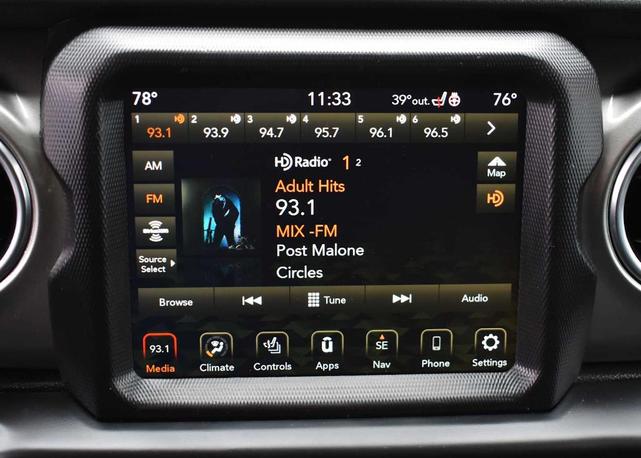 78° 11:33 39°out. 76°
1 2 3 4 5 6
93.1 93.9 94.7 95.7 96.1 96.5
AM
HD Radio 1 2
Map
FM
Adult Hits
HD
93.1
SiriusXM
MIX -FM
Post Malone
Source
Select
Circles
Browse Tune Audio
93.1 u SE
Media Climate Controls Apps Nav Phone Settings